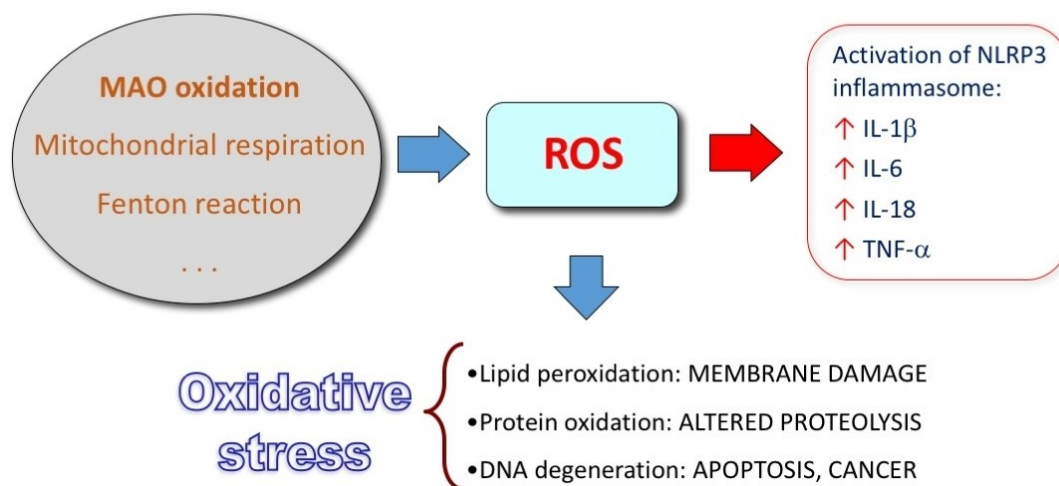 MAO oxidation
Mitochondrial respiration
Fenton reaction
. . .
ROS
Activation of NLRP3
inflammasome:
↑ IL-1β
↑ IL-6
↑ IL-18
↑ TNF-α
Oxidative
stress
•Lipid peroxidation: MEMBRANE DAMAGE
•Protein oxidation: ALTERED PROTEOLYSIS
•DNA degeneration: APOPTOSIS, CANCER